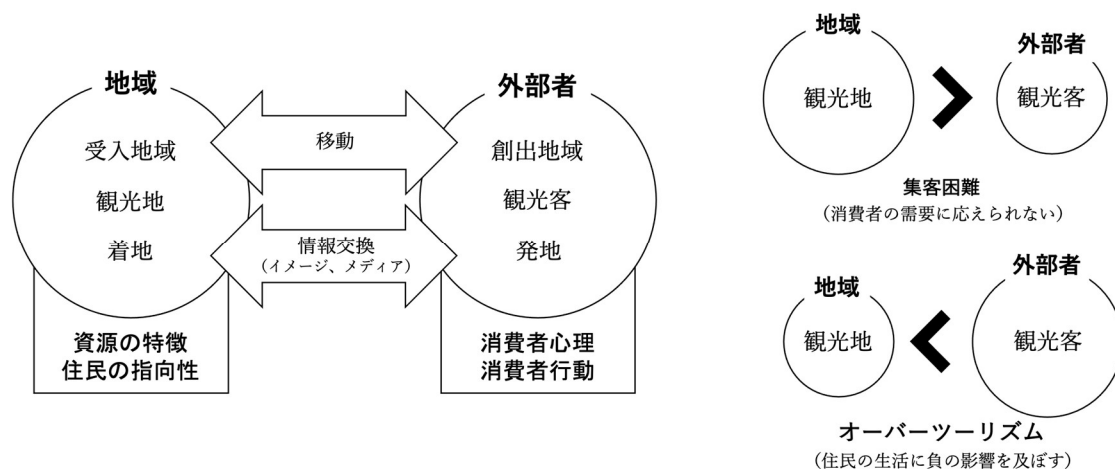 地域
受入地域
観光地
着地
資源の特徴
住民の指向性
移動
情報交換
（イメージ、メディア）
外部者
創出地域
観光客
発地
消費者心理
消費者行動
地域
観光地
外部者
観光客
集客困難
（消費者の需要に応えられない）
地域
観光地
外部者
観光客
オーバーツーリズム
（住民の生活に負の影響を及ぼす）